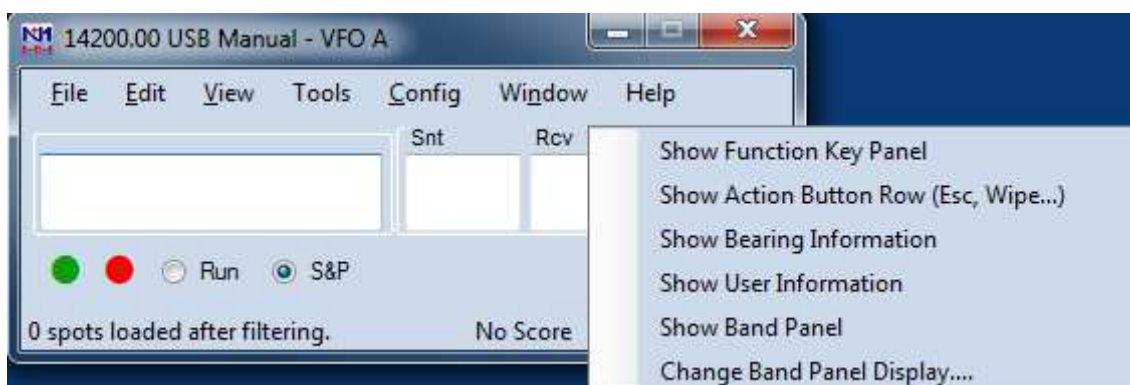 N1MM 14200.00 USB Manual - VFO A
File Edit View Tools Config Window Help
Snt Rcv
Show Function Key Panel
Show Action Button Row (Esc, Wipe...)
Show Bearing Information
Show User Information
Run S&P
Show Band Panel
0 spots loaded after filtering. No Score
Change Band Panel Display....